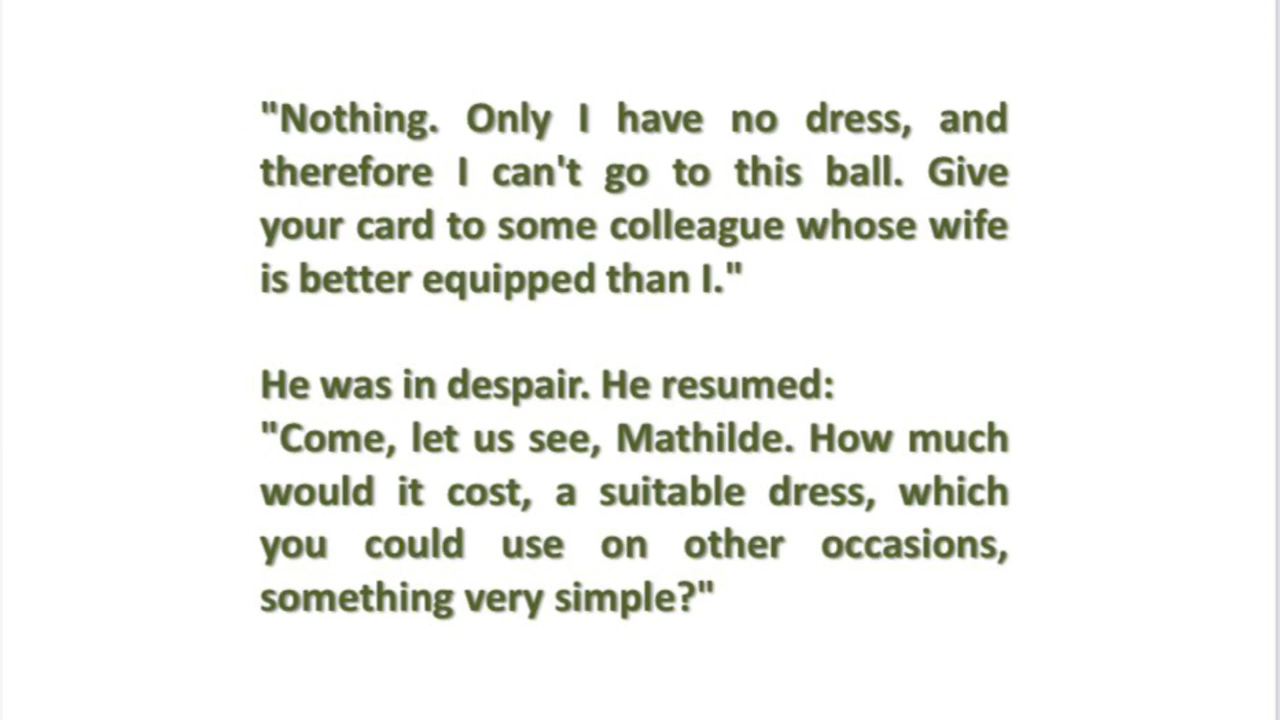 "Nothing. Only I have no dress, and
therefore I can't go to this ball. Give
your card to some colleague whose wife
is better equipped than I."
He was in despair. He resumed:
"Come, let us see, Mathilde. How much
would it cost, a suitable dress, which
you could use on other occasions,
something very simple?"